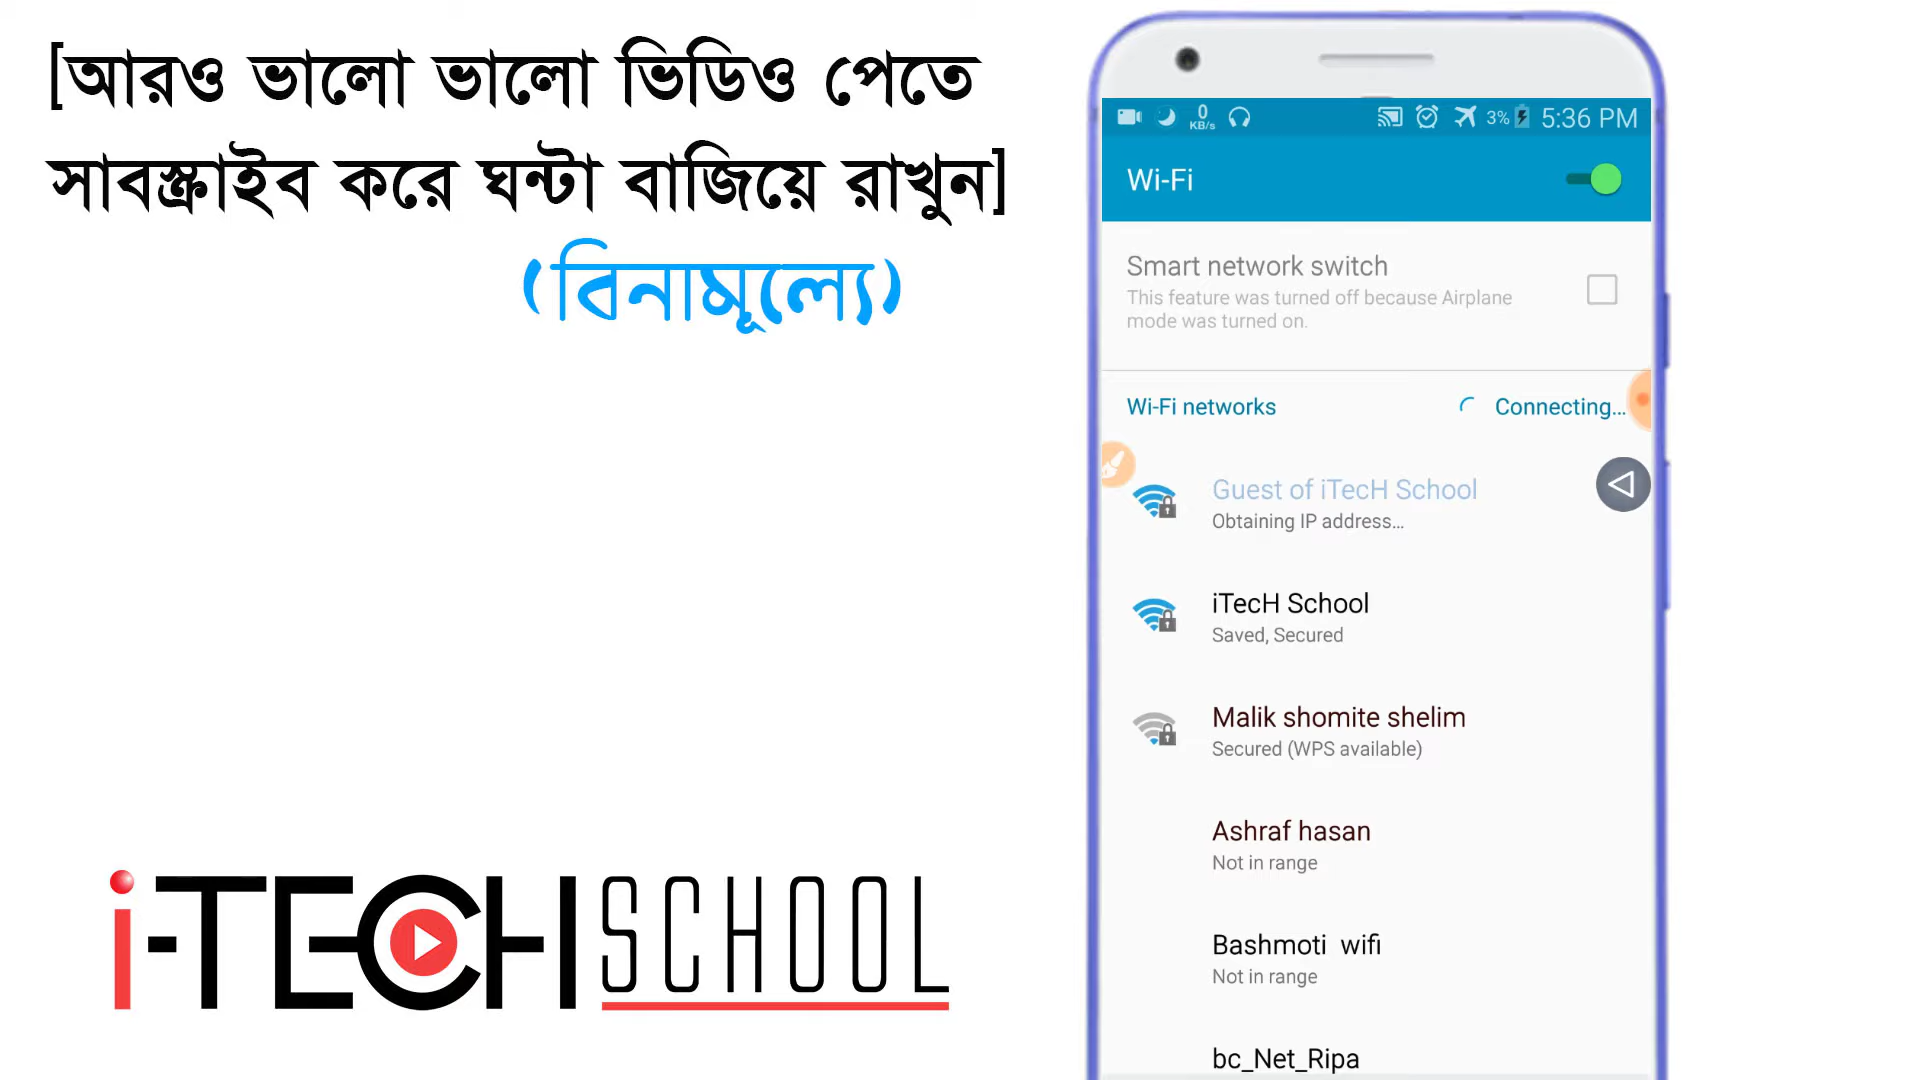 [আরও ভালো ভালো ভিডিও পেতে
সাবস্ক্রাইব করে ঘন্টা বাজিয়ে রাখুন]
(বিনামূল্যে)
i-TECH SCHOOL
0 KB/s 3% 5:36 PM
Wi-Fi
Smart network switch
This feature was turned off because Airplane
mode was turned on.
Wi-Fi networks Connecting...
Guest of iTecH School
Obtaining IP address...
iTecH School
Saved, Secured
Malik shomite shelim
Secured (WPS available)
Ashraf hasan
Not in range
Bashmoti wifi
Not in range
bc_Net_Ripa